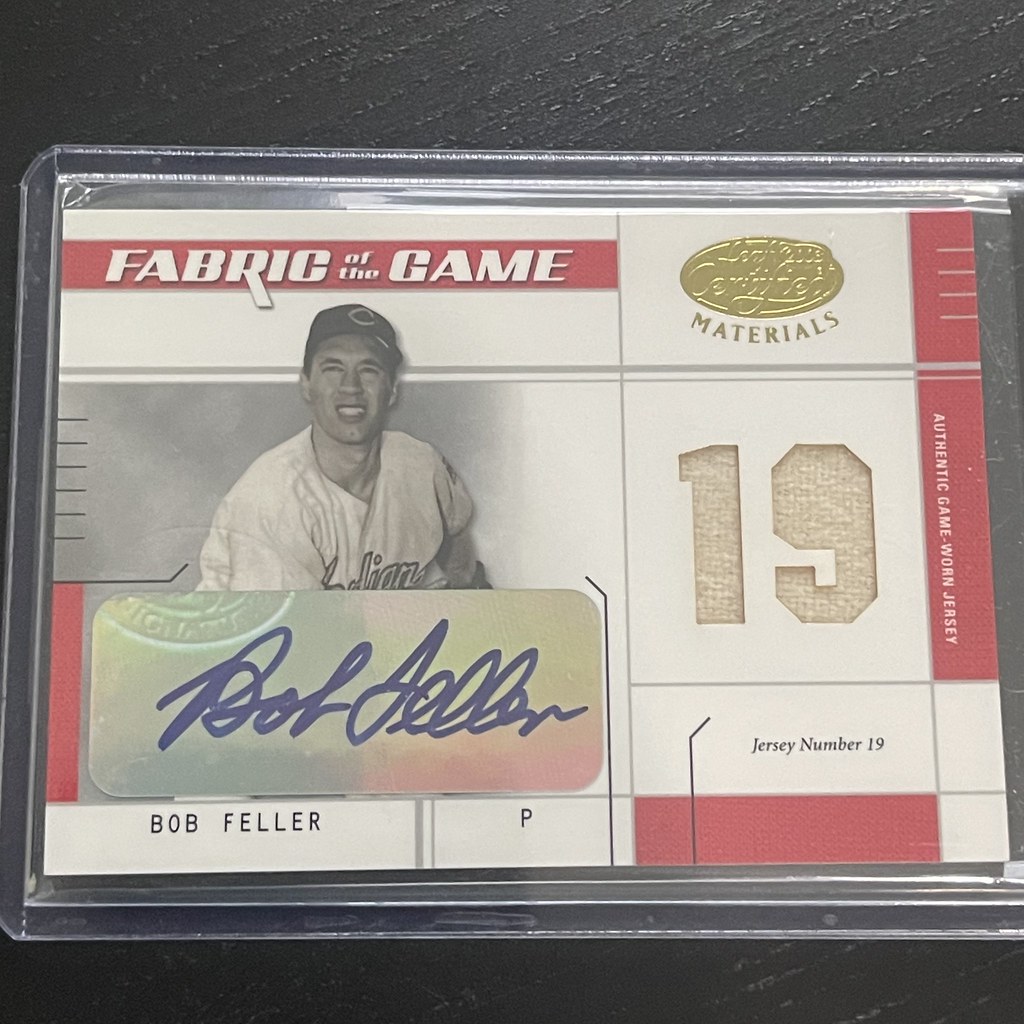 FABRIC of the GAME
Leaf 2003
Certified
MATERIALS
C
Indian
19
AUTHENTIC GAME-WORN JERSEY
Bob Feller
Jersey Number 19
BOB FELLER
P